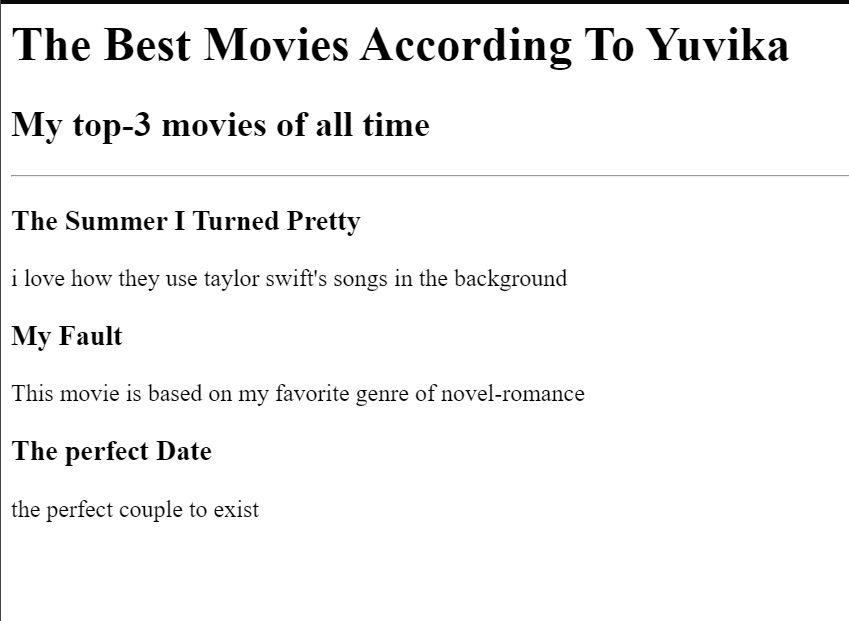 The Best Movies According To Yuvika
My top-3 movies of all time
The Summer I Turned Pretty
i love how they use taylor swift's songs in the background
My Fault
This movie is based on my favorite genre of novel-romance
The perfect Date
the perfect couple to exist